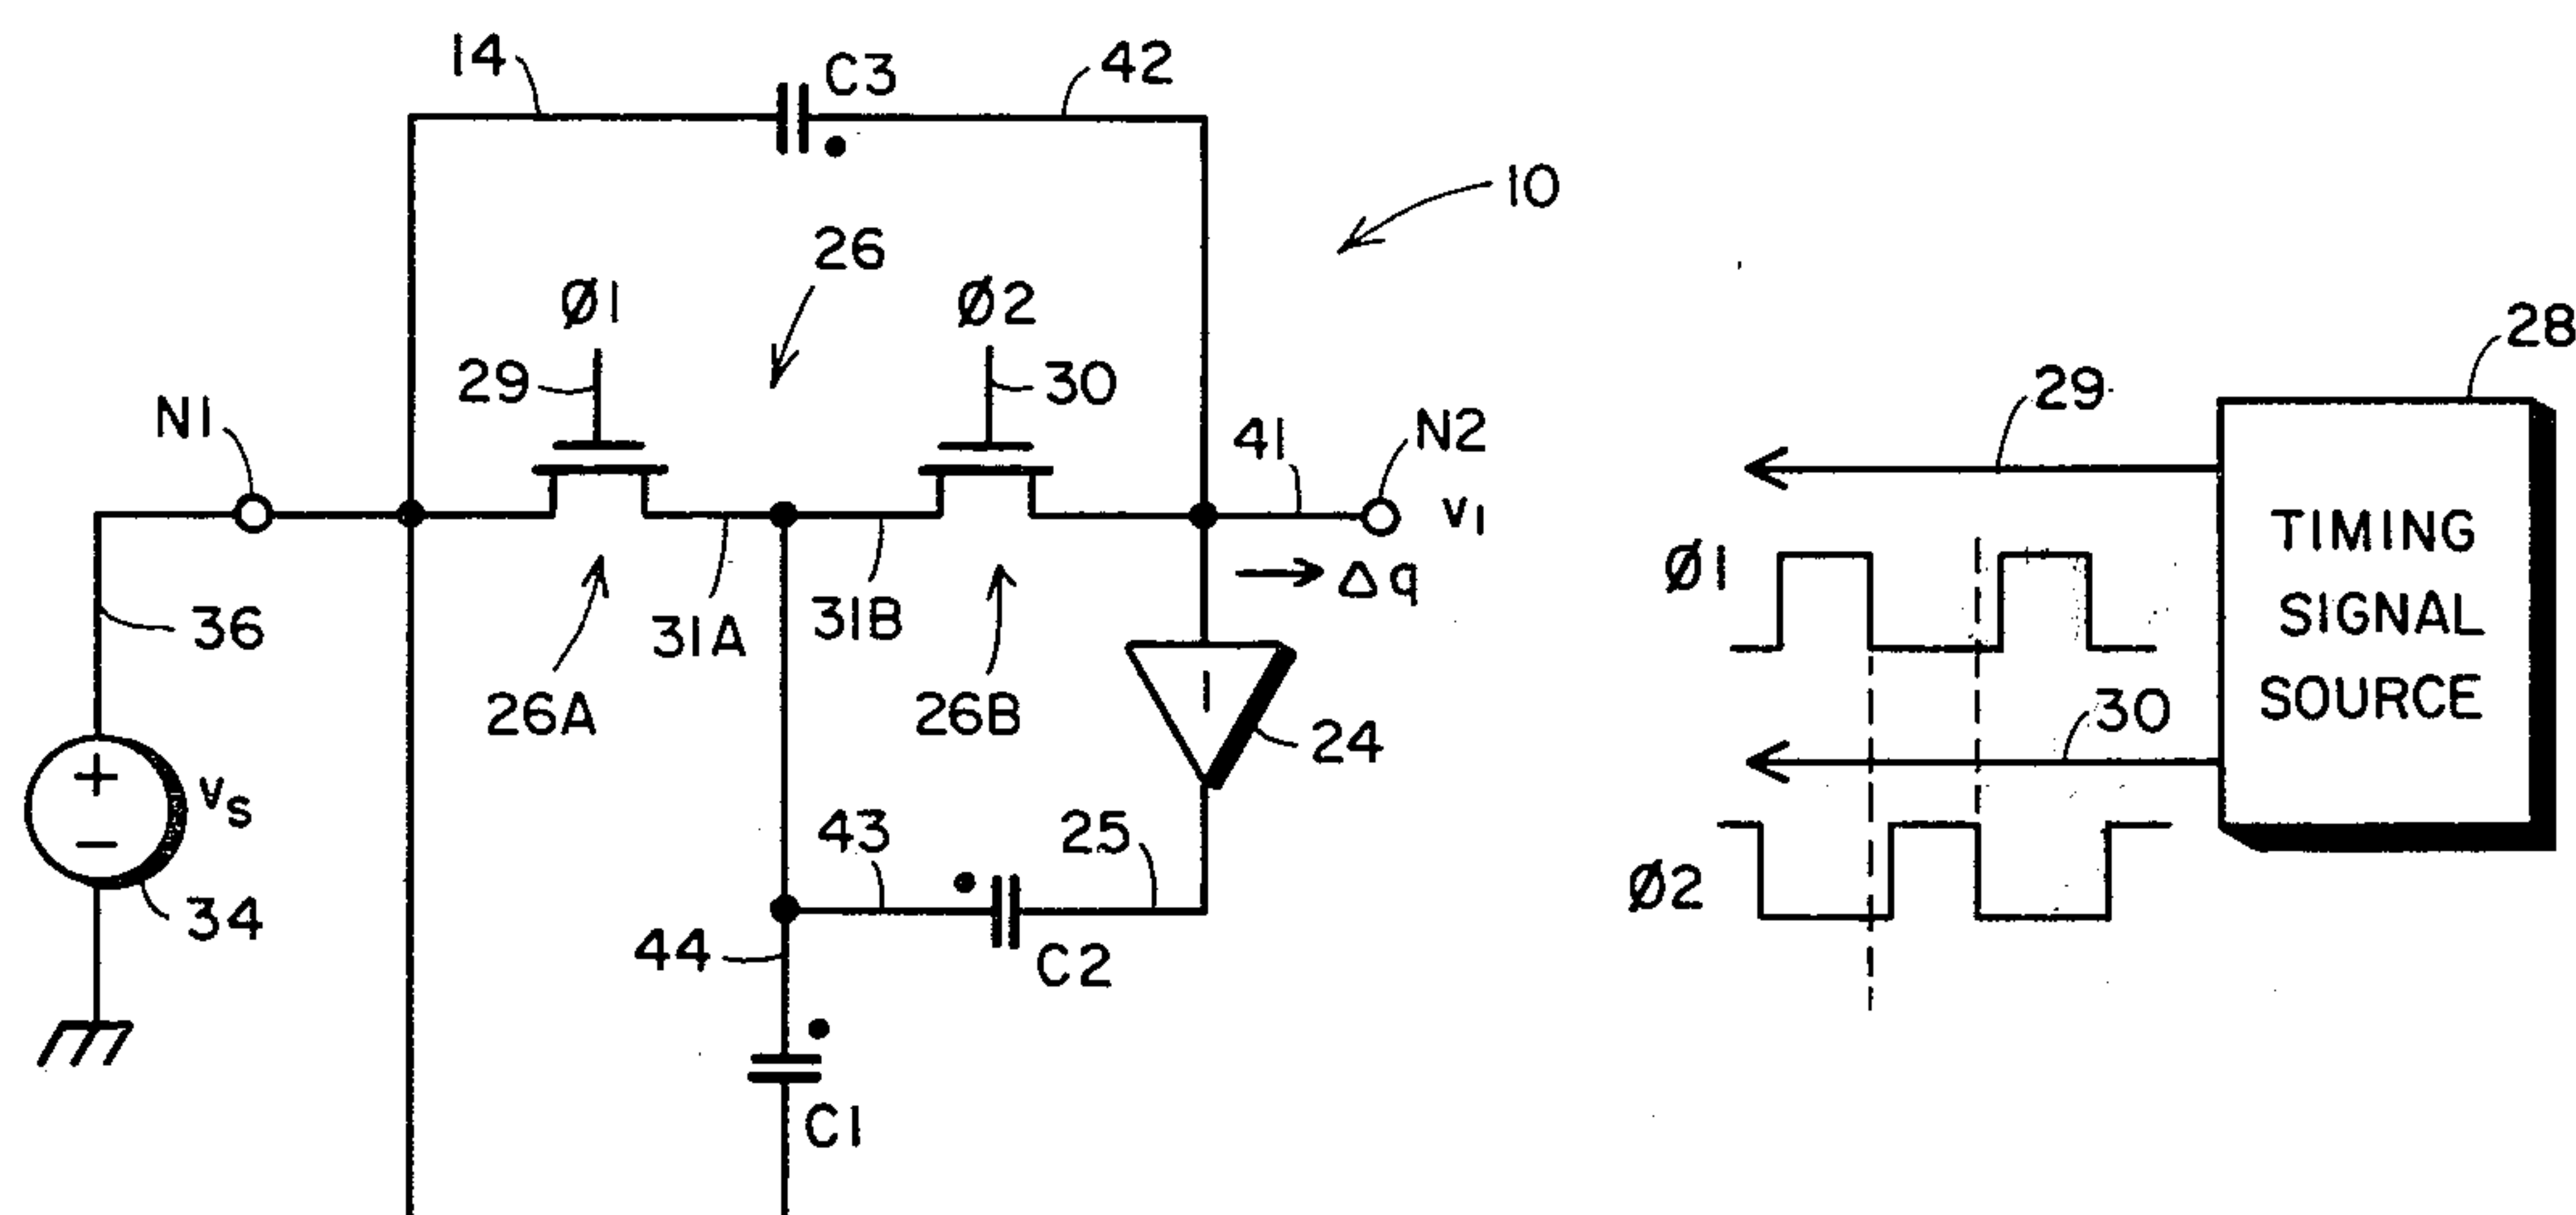 14
C3
42
10
26
Ø1
Ø2
29
30
N1
41
N2
v1
Δq
36
31A
31B
26A
26B
24
+
vs
−
34
1
43
25
44
C2
C1
28
29
Ø1
TIMING
SIGNAL
SOURCE
30
Ø2